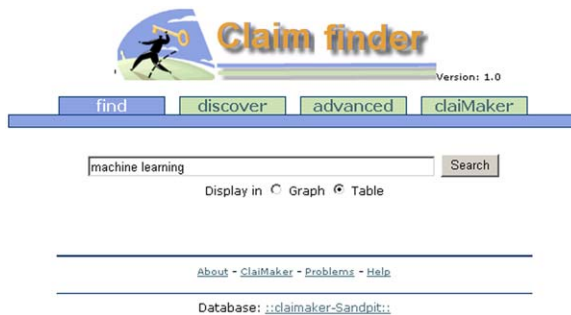 Claim finder
Version: 1.0
find discover advanced claiMaker
machine learning Search
Display in Graph Table
About - ClaiMaker - Problems - Help
Database: ::claimaker-Sandpit::